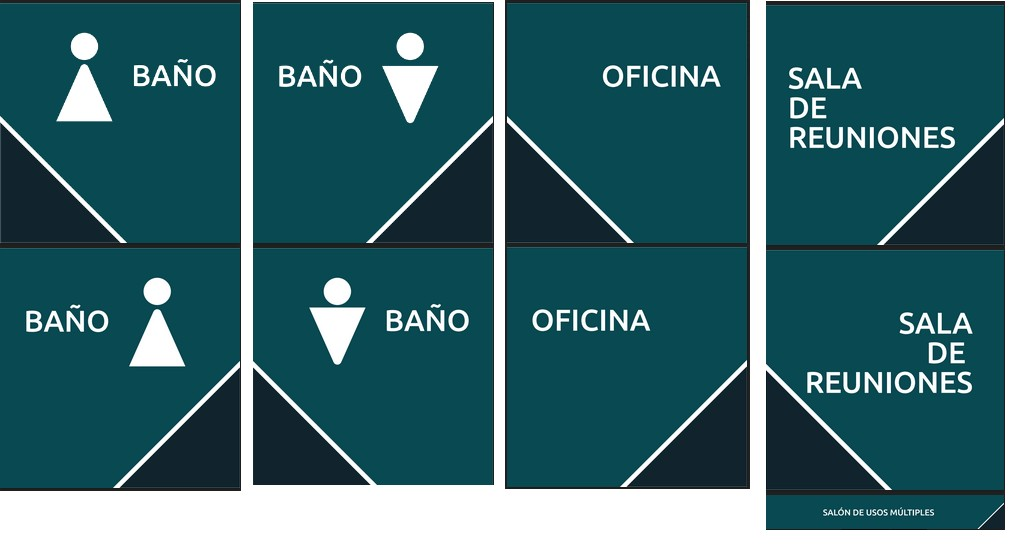 BAÑO
BAÑO
OFICINA
SALA
DE
REUNIONES
BAÑO
BAÑO
OFICINA
SALA
DE
REUNIONES
SALÓN DE USOS MÚLTIPLES